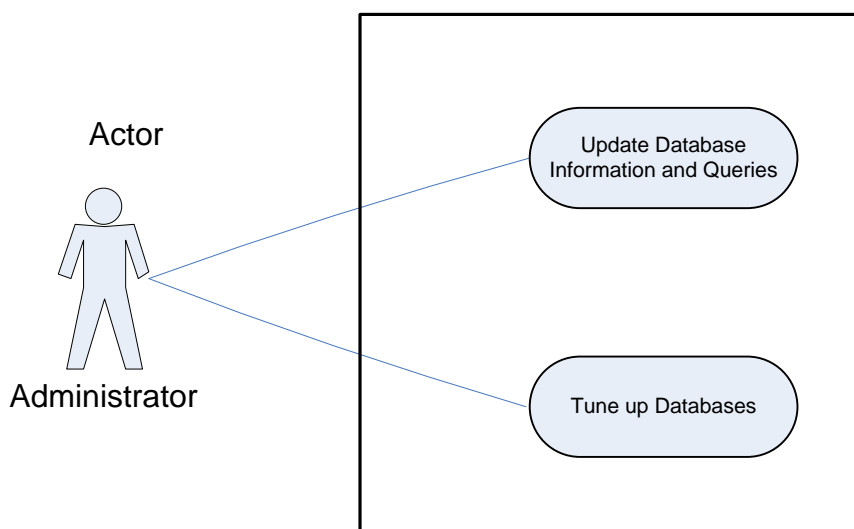 Actor
Administrator
Update Database
Information and Queries
Tune up Databases